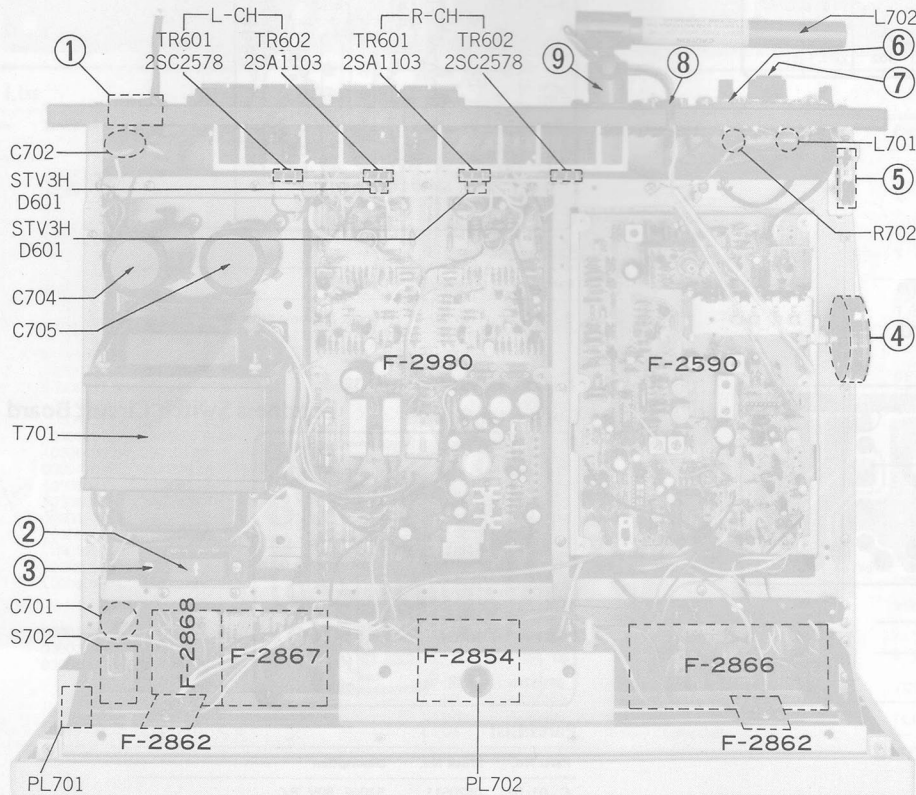 L-CH
R-CH
L702
TR601
2SC2578
TR602
2SA1103
TR601
2SA1103
TR602
2SC2578
①
⑨
⑧
⑥
⑦
C702
L701
STV3H
D601
⑤
STV3H
D601
R702
C704
C705
④
F-2980
F-2590
T701
②
③
C701
S702
F-2868
F-2867
F-2854
F-2866
F-2862
F-2862
PL701
PL702